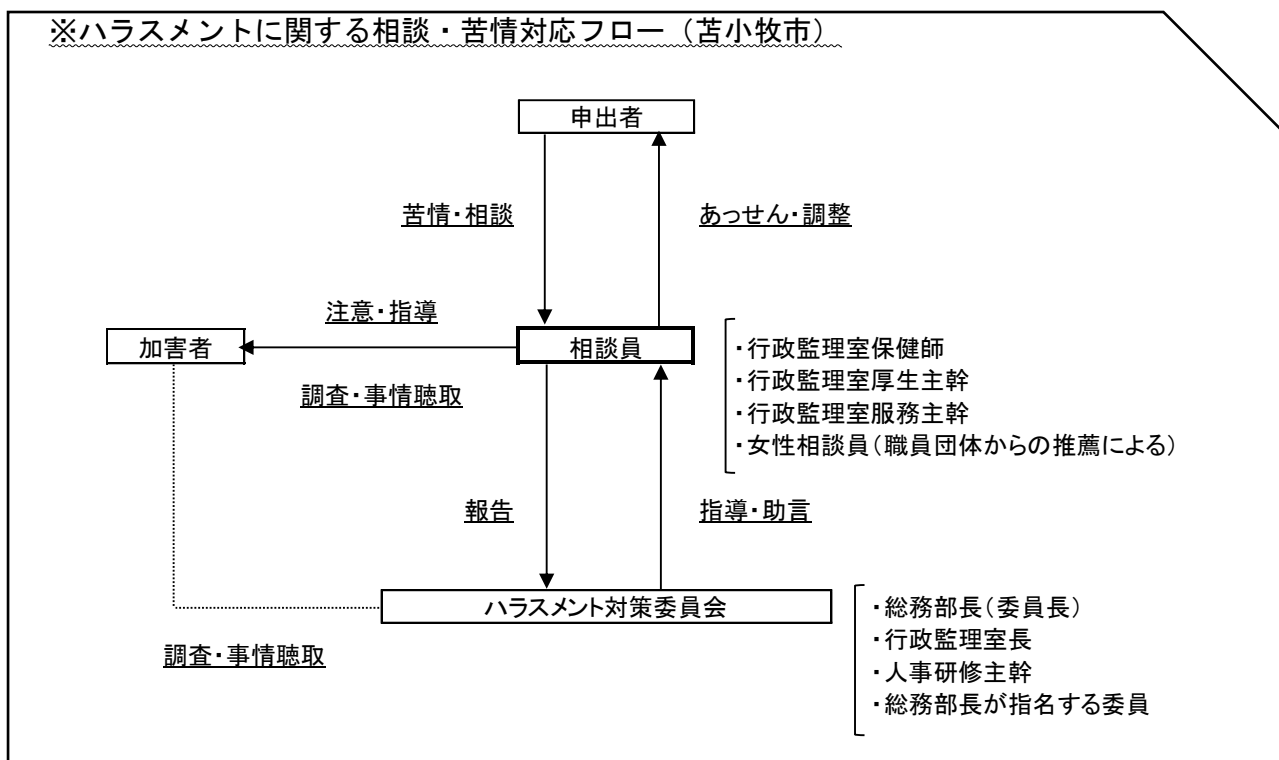 ※ハラスメントに関する相談・苦情対応フロー（苫小牧市）
申出者
苦情・相談
あっせん・調整
注意・指導
加害者
相談員
調査・事情聴取
・行政監理室保健師
・行政監理室厚生主幹
・行政監理室服務主幹
・女性相談員（職員団体からの推薦による）
報告
指導・助言
ハラスメント対策委員会
調査・事情聴取
・総務部長（委員長）
・行政監理室長
・人事研修主幹
・総務部長が指名する委員